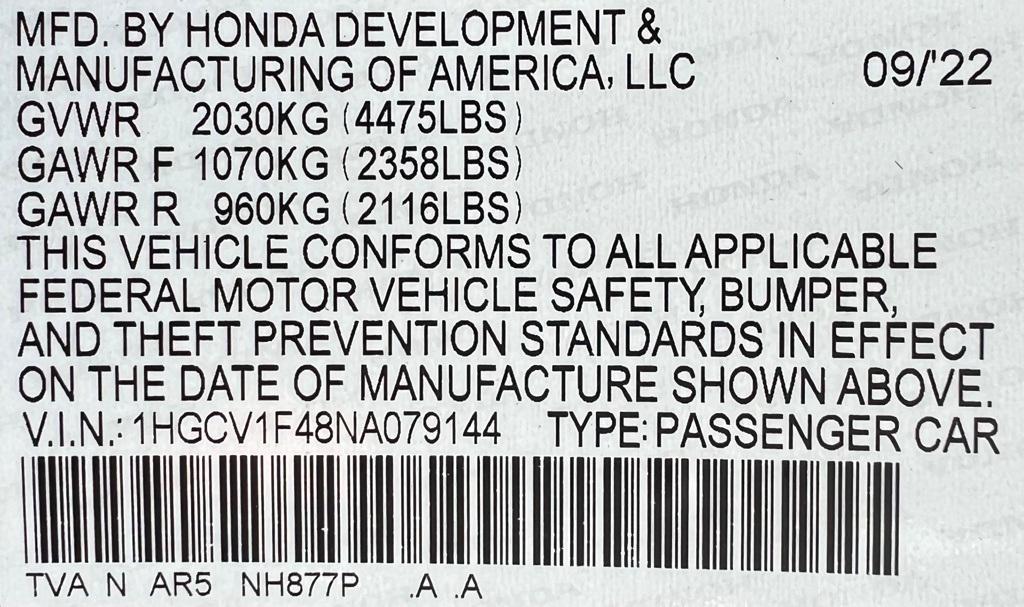 MFD. BY HONDA DEVELOPMENT &
MANUFACTURING OF AMERICA, LLC 09/'22
GVWR 2030KG (4475LBS)
GAWR F 1070KG (2358LBS)
GAWR R 960KG (2116LBS)
THIS VEHICLE CONFORMS TO ALL APPLICABLE
FEDERAL MOTOR VEHICLE SAFETY, BUMPER,
AND THEFT PREVENTION STANDARDS IN EFFECT
ON THE DATE OF MANUFACTURE SHOWN ABOVE.
V.I.N.: 1HGCV1F48NA079144 TYPE: PASSENGER CAR
TVA N AR5 NH877P .A .A